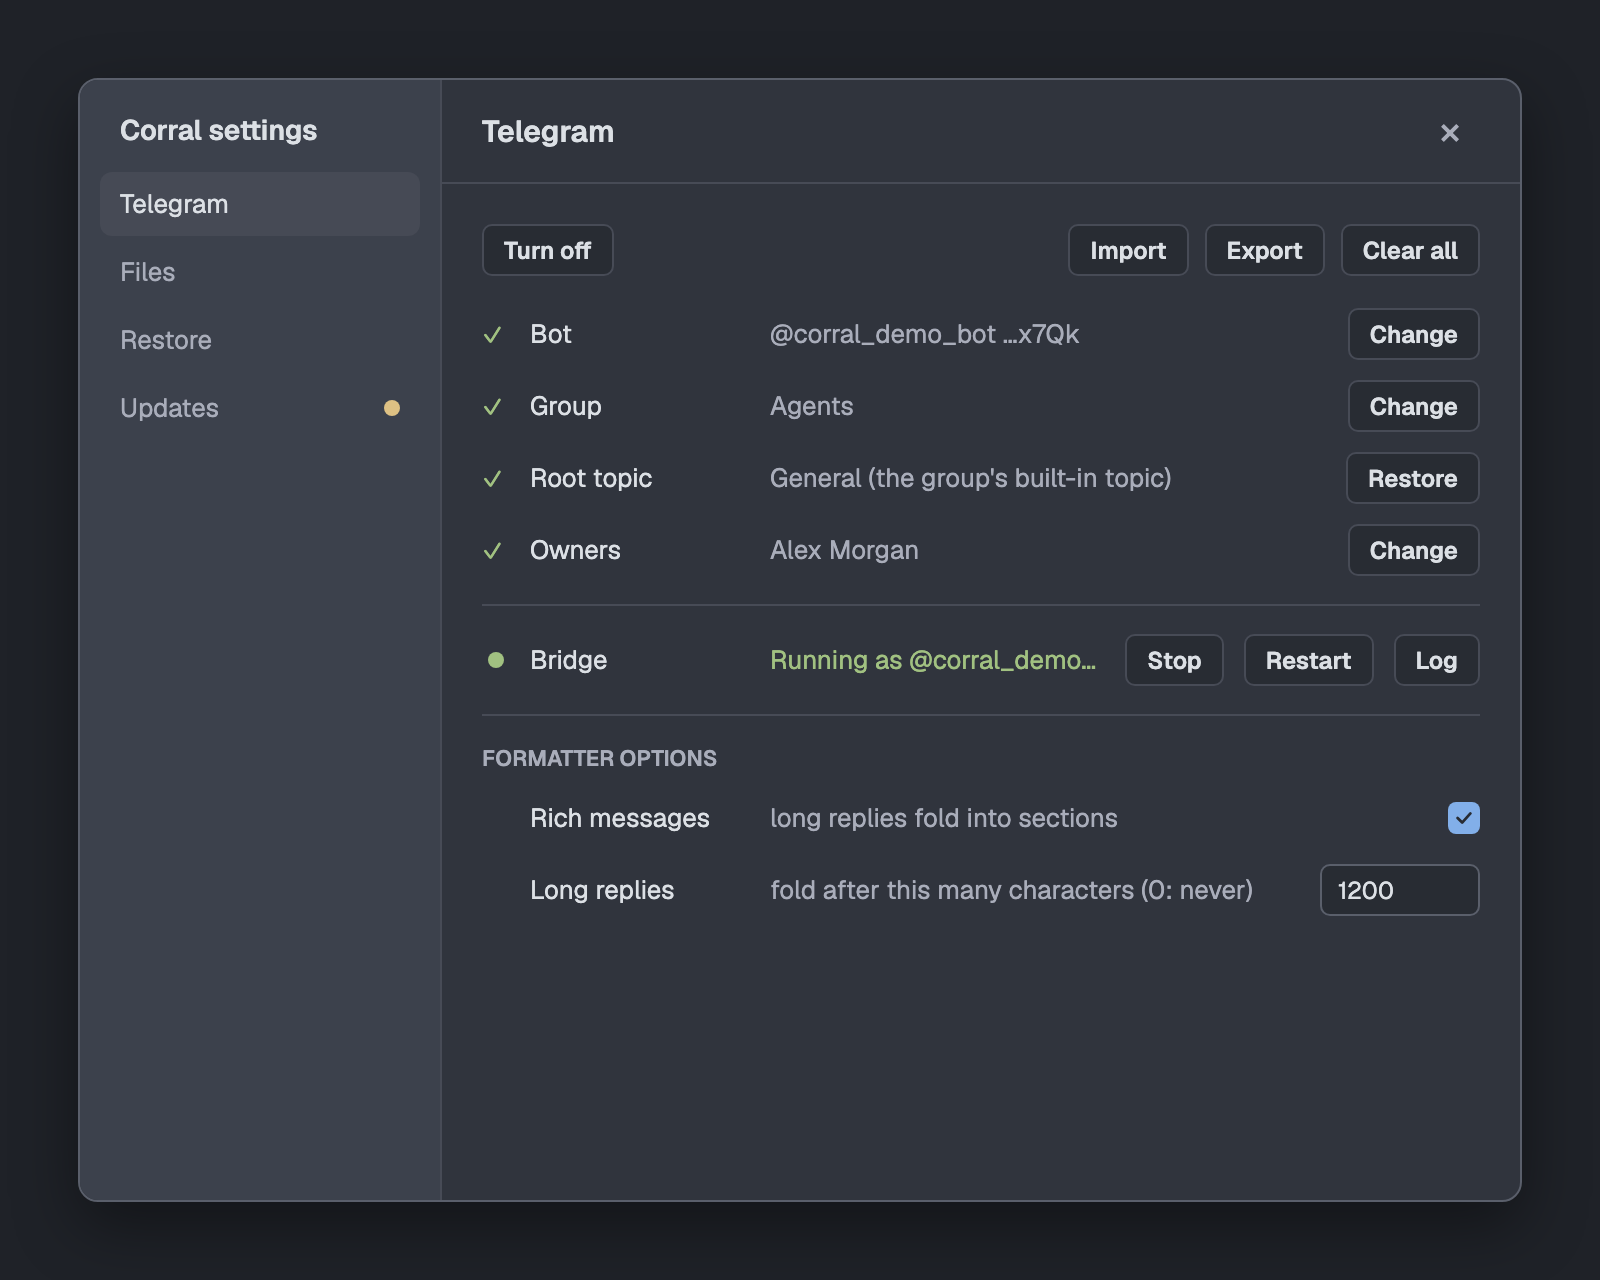 Corral settings
Telegram
Files
Restore
Updates
Telegram
Turn off Import Export Clear all
Bot @corral_demo_bot …x7Qk Change
Group Agents Change
Root topic General (the group's built-in topic) Restore
Owners Alex Morgan Change
Bridge Running as @corral_demo… Stop Restart Log
FORMATTER OPTIONS
Rich messages long replies fold into sections
Long replies fold after this many characters (0: never) 1200